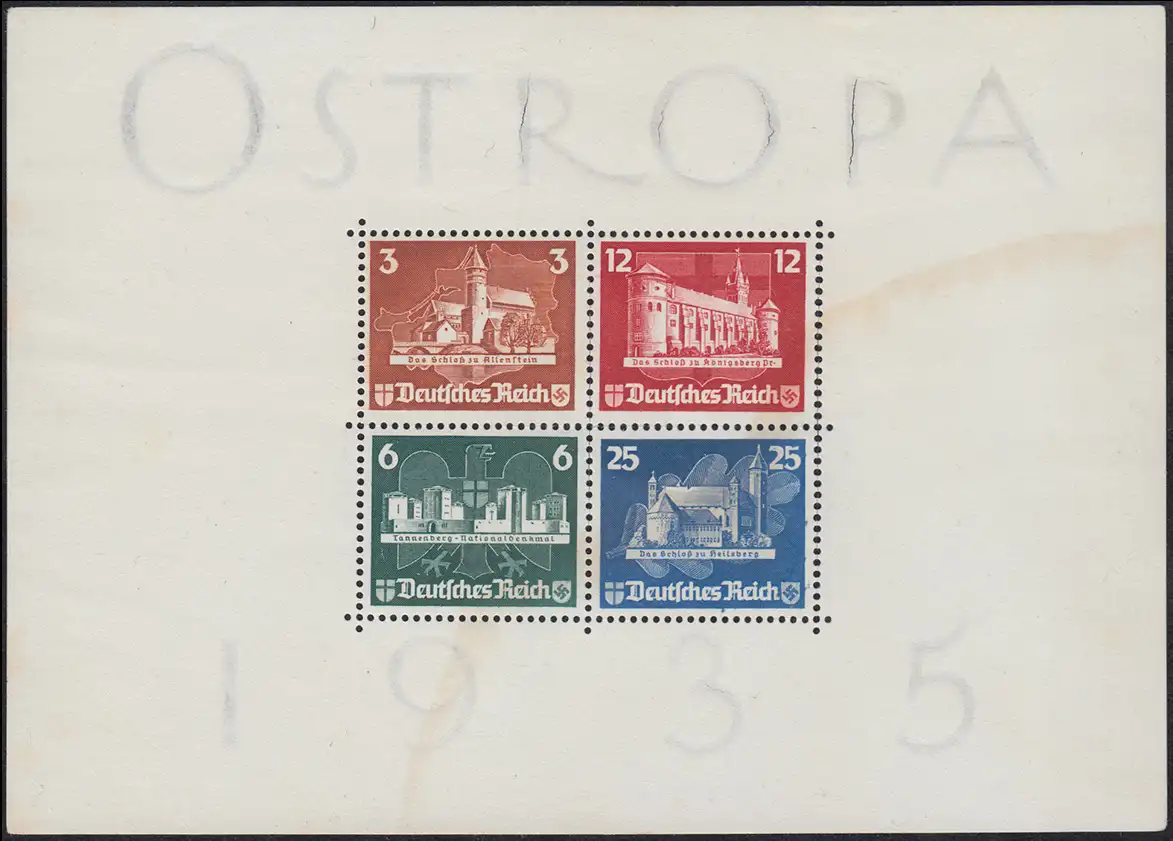 OSTROPA
3 3
Das Schloß zu Allenstein
Deutsches Reich
12 12
Das Schloß zu Königsberg Pr.
Deutsches Reich
6 6
Tannenberg-Nationaldenkmal
Deutsches Reich
25 25
Das Schloß zu Heilsberg
Deutsches Reich
1935